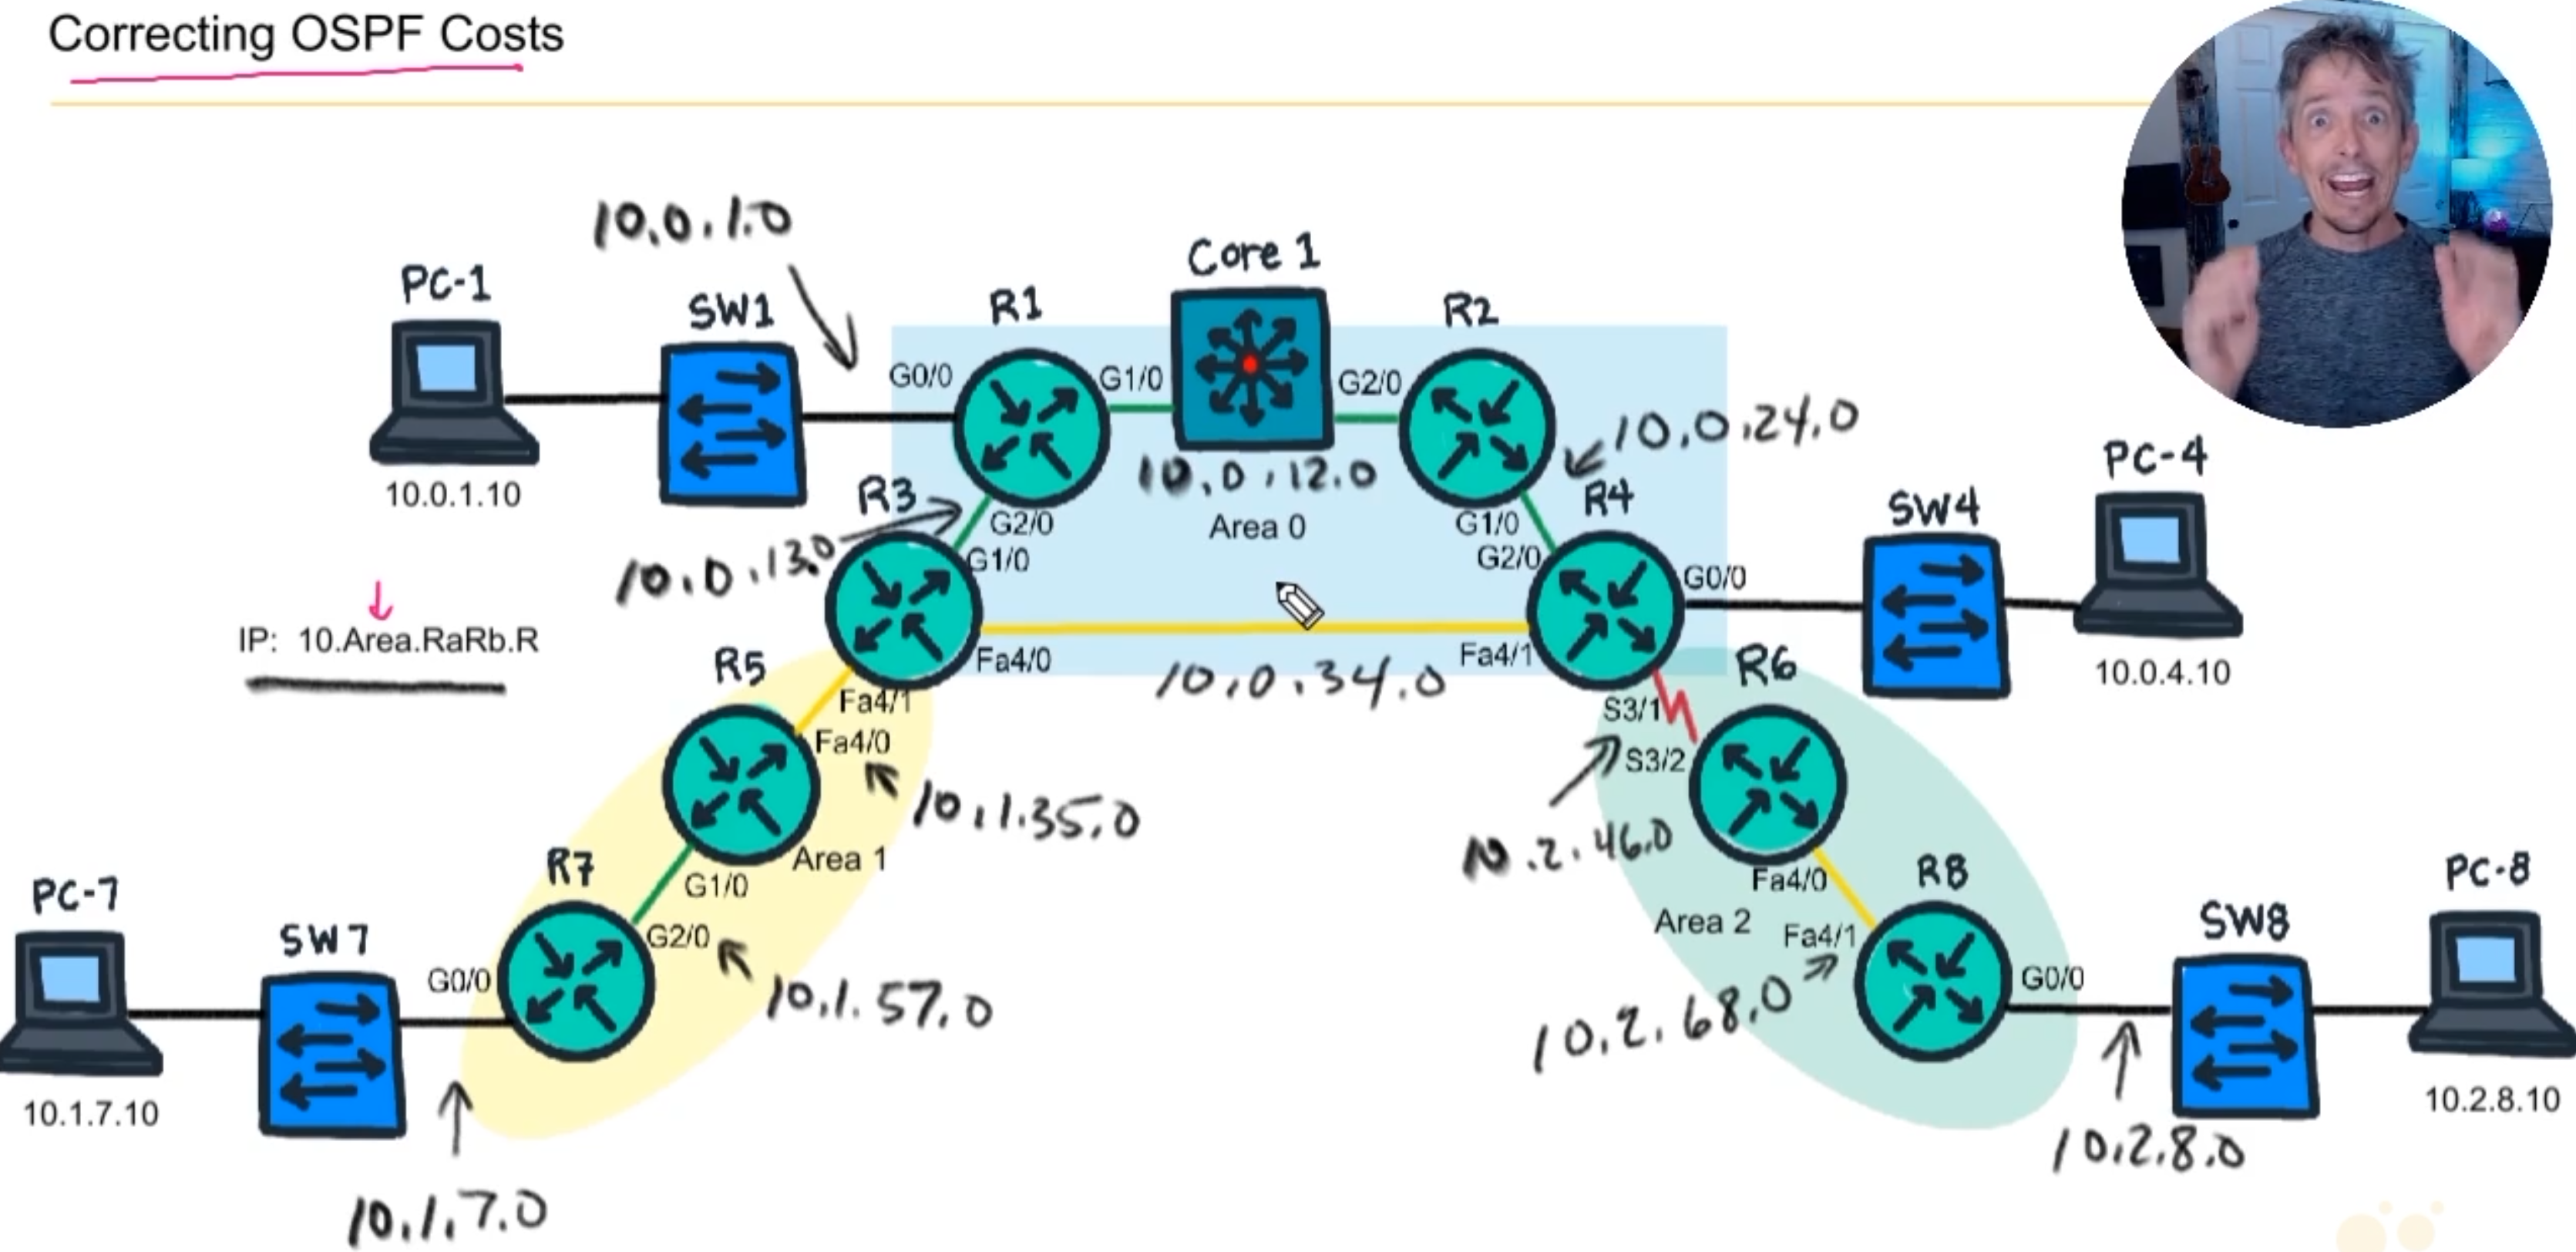 Correcting OSPF Costs
10.0.1.0
Core 1
PC-1
SW1
R1
R2
G0/0
G1/0
G2/0
10.0.24.0
10.0.12.0
10.0.1.10
R3
G2/0
Area 0
G1/0
R4
PC-4
SW4
10.0.13.0
G1/0
G2/0
G0/0
IP: 10.Area.RaRb.R
Fa4/0
10.0.34.0
Fa4/1
10.0.4.10
R5
R6
Fa4/1
S3/1
Fa4/0
S3/2
10.1.35.0
10.2.46.0
Area 1
R7
G1/0
Fa4/0
R8
PC-7
PC-8
SW7
G2/0
Area 2
Fa4/1
SW8
G0/0
G0/0
10.1.57.0
10.2.68.0
10.1.7.10
10.2.8.10
10.2.8.0
10.1.7.0